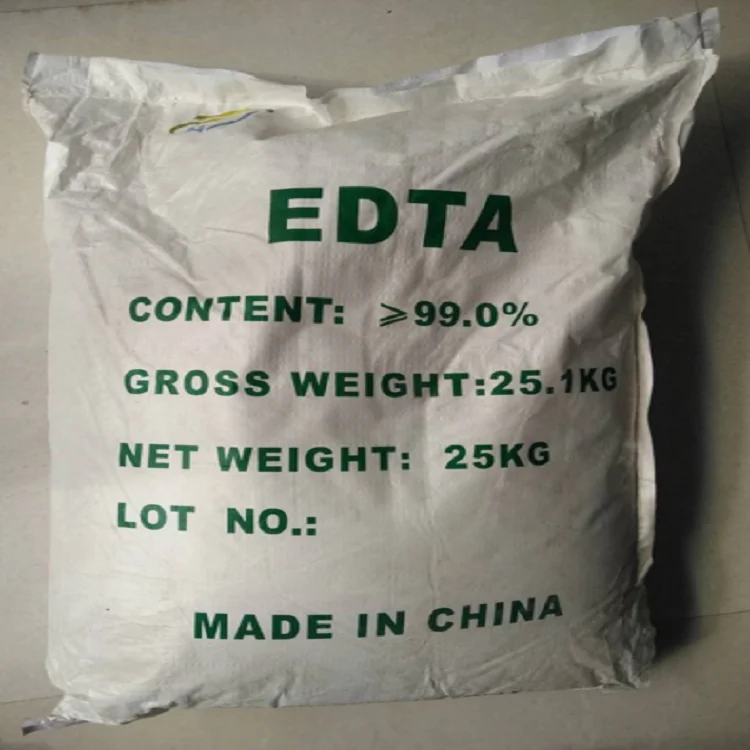 EDTA
CONTENT: ⩾99.0%
GROSS WEIGHT:25.1KG
NET WEIGHT: 25KG
LOT NO.:
MADE IN CHINA